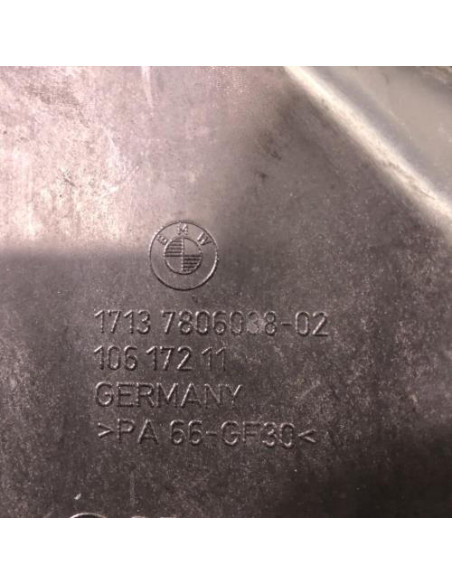 BMW
1713 7806038-02
106 172 11
GERMANY
>PA 66-GF30<